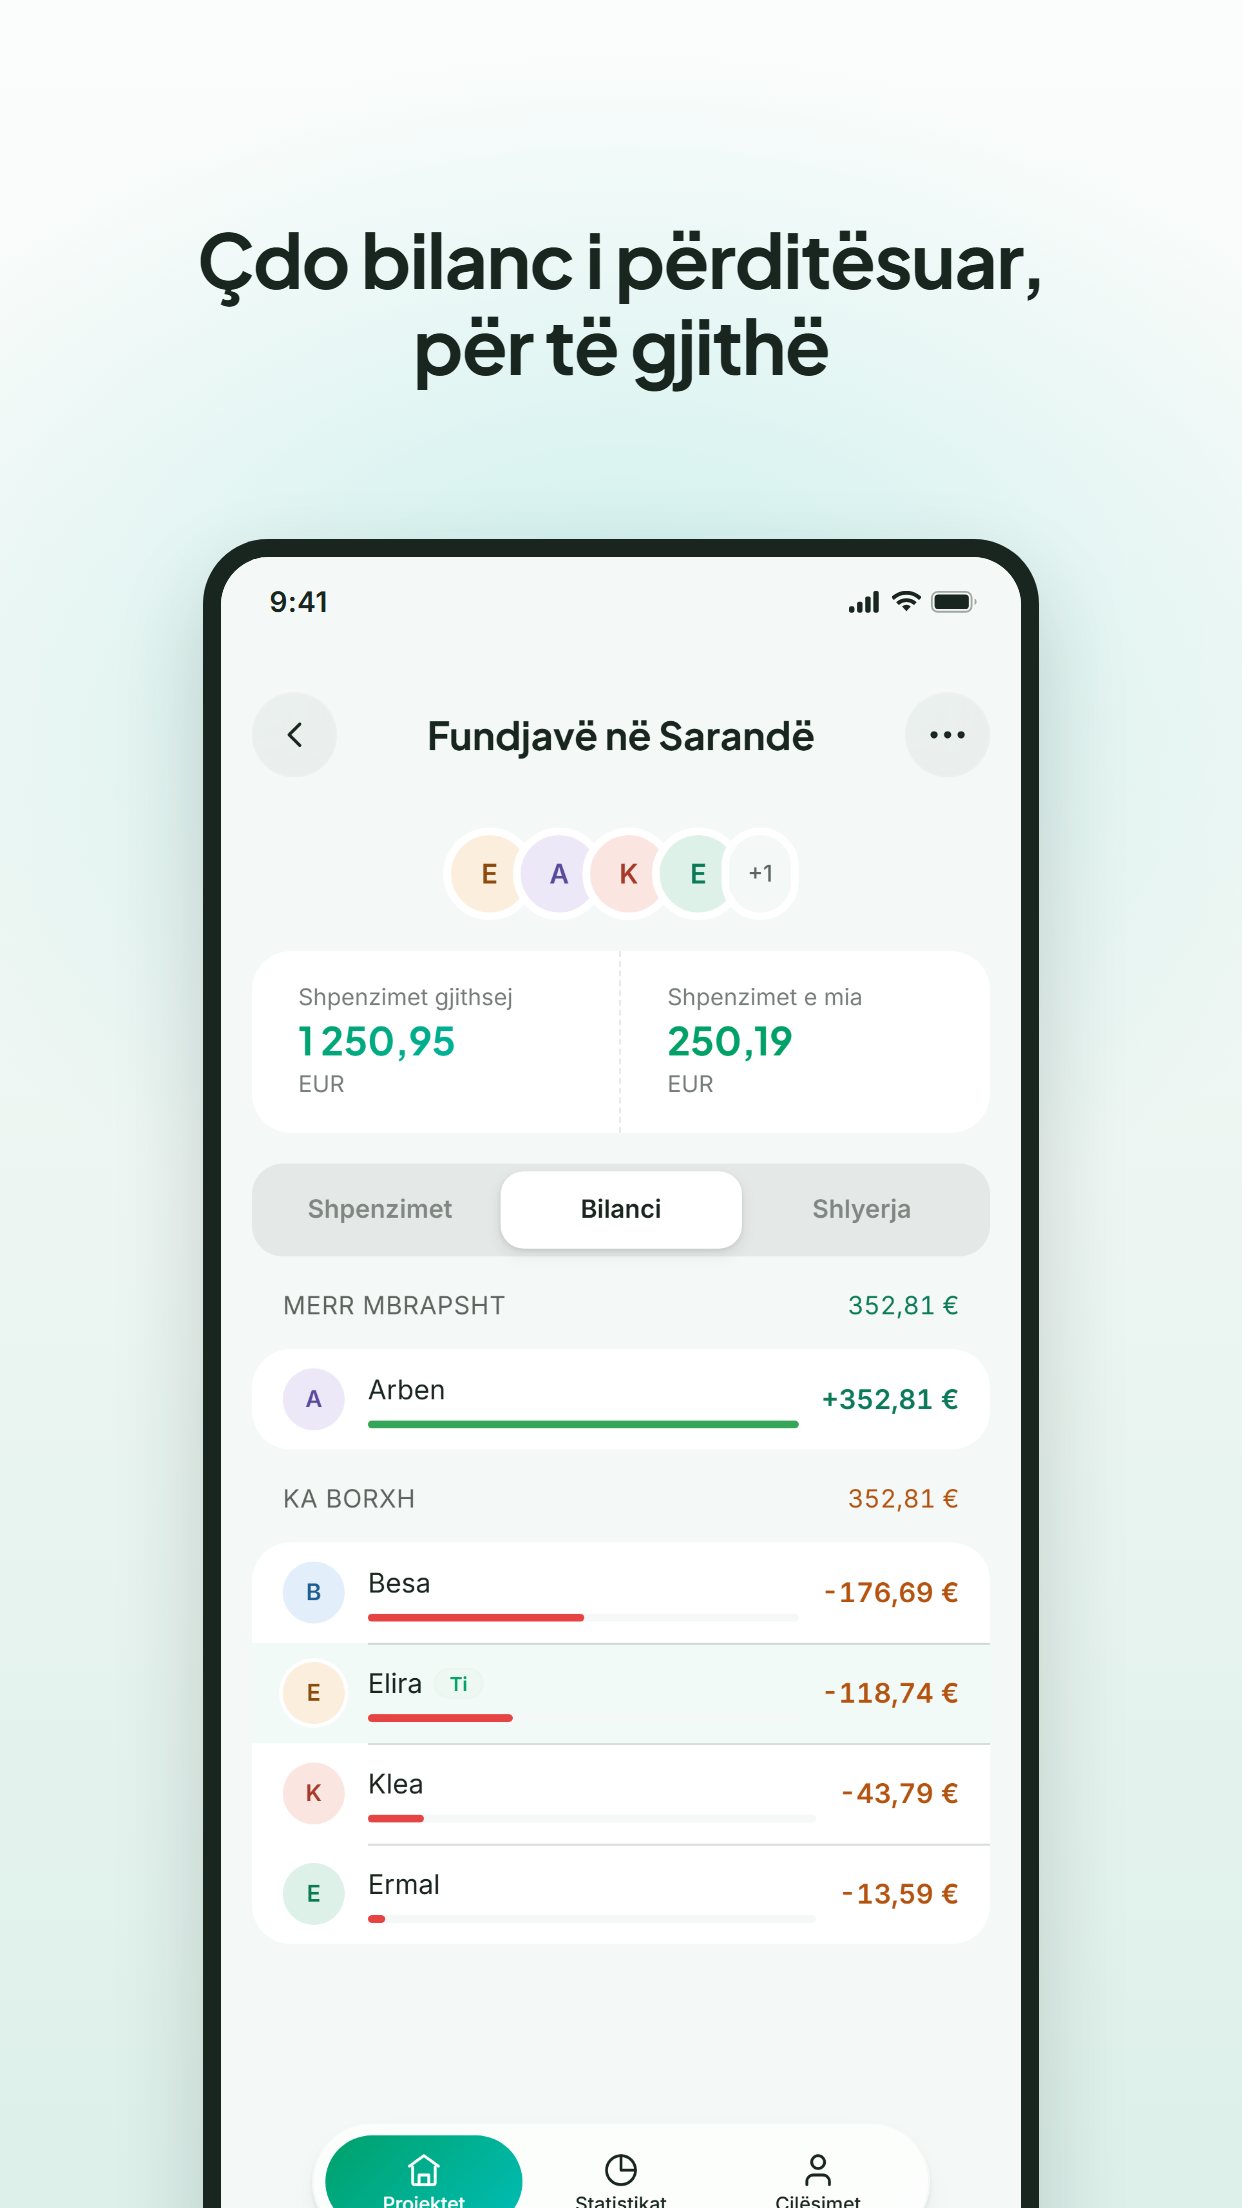 Çdo bilanc i përditësuar,
për të gjithë
9:41
Fundjavë në Sarandë
E A K E +1
Shpenzimet gjithsej
1 250,95
EUR
Shpenzimet e mia
250,19
EUR
Shpenzimet Bilanci Shlyerja
MERR MBRAPSHT 352,81 €
A Arben +352,81 €
KA BORXH 352,81 €
B Besa -176,69 €
E Elira Ti -118,74 €
K Klea -43,79 €
E Ermal -13,59 €
Projektet Statistikat Cilësimet